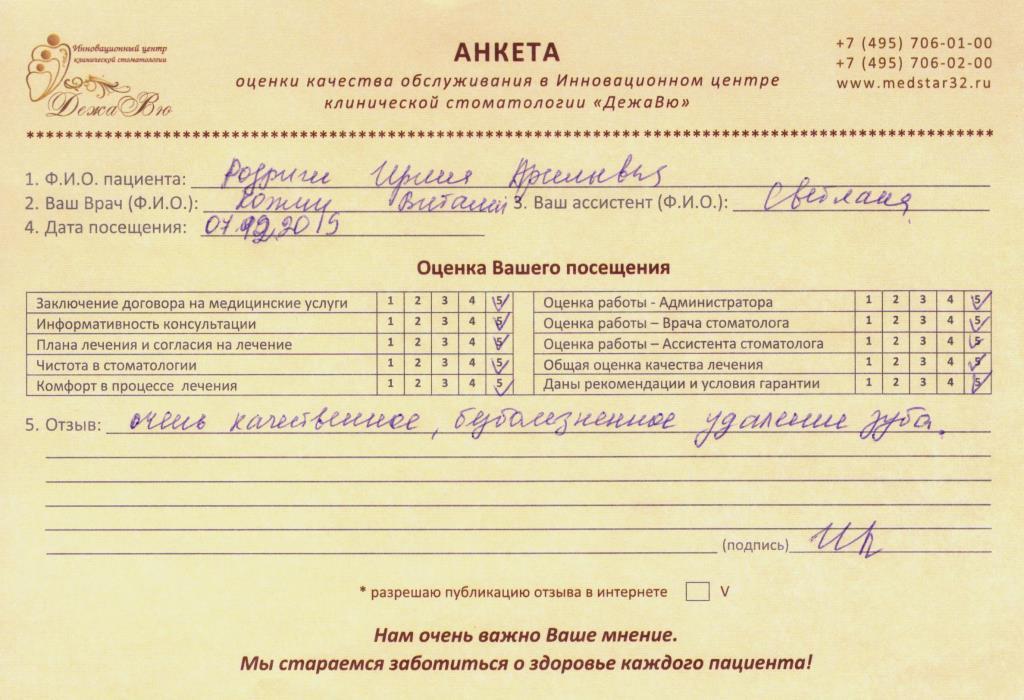 Инновационный центр
клинической стоматологии
ДежаВю
АНКЕТА
оценки качества обслуживания в Инновационном центре
клинической стоматологии «ДежаВю»
+7 (495) 706-01-00
+7 (495) 706-02-00
www.medstar32.ru
1. Ф.И.О. пациента:
2. Ваш Врач (Ф.И.О.): Виталий 3. Ваш ассистент (Ф.И.О.): Светлана
4. Дата посещения: 07.12.2015
Оценка Вашего посещения
Заключение договора на медицинские услуги 1 2 3 4 5 Оценка работы - Администратора 1 2 3 4 5
Информативность консультации 1 2 3 4 5 Оценка работы – Врача стоматолога 1 2 3 4 5
Плана лечения и согласия на лечение 1 2 3 4 5 Оценка работы – Ассистента стоматолога 1 2 3 4 5
Чистота в стоматологии 1 2 3 4 5 Общая оценка качества лечения 1 2 3 4 5
Комфорт в процессе лечения 1 2 3 4 5 Даны рекомендации и условия гарантии 1 2 3 4 5
5. Отзыв: очень качественное, безболезненное удаление зуба.
(подпись)
* разрешаю публикацию отзыва в интернете V
Нам очень важно Ваше мнение.
Мы стараемся заботиться о здоровье каждого пациента!